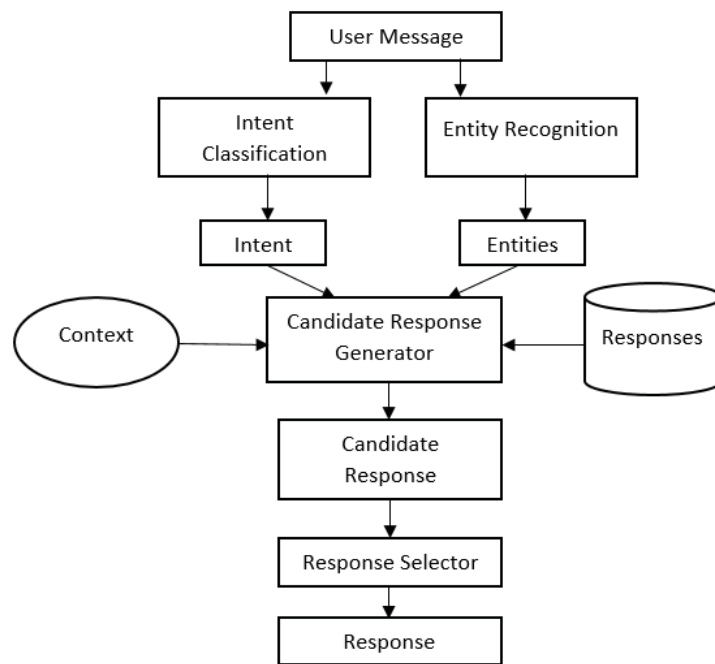 User Message
Intent
Classification
Entity Recognition
Intent
Entities
Context
Candidate Response
Generator
Responses
Candidate
Response
Response Selector
Response